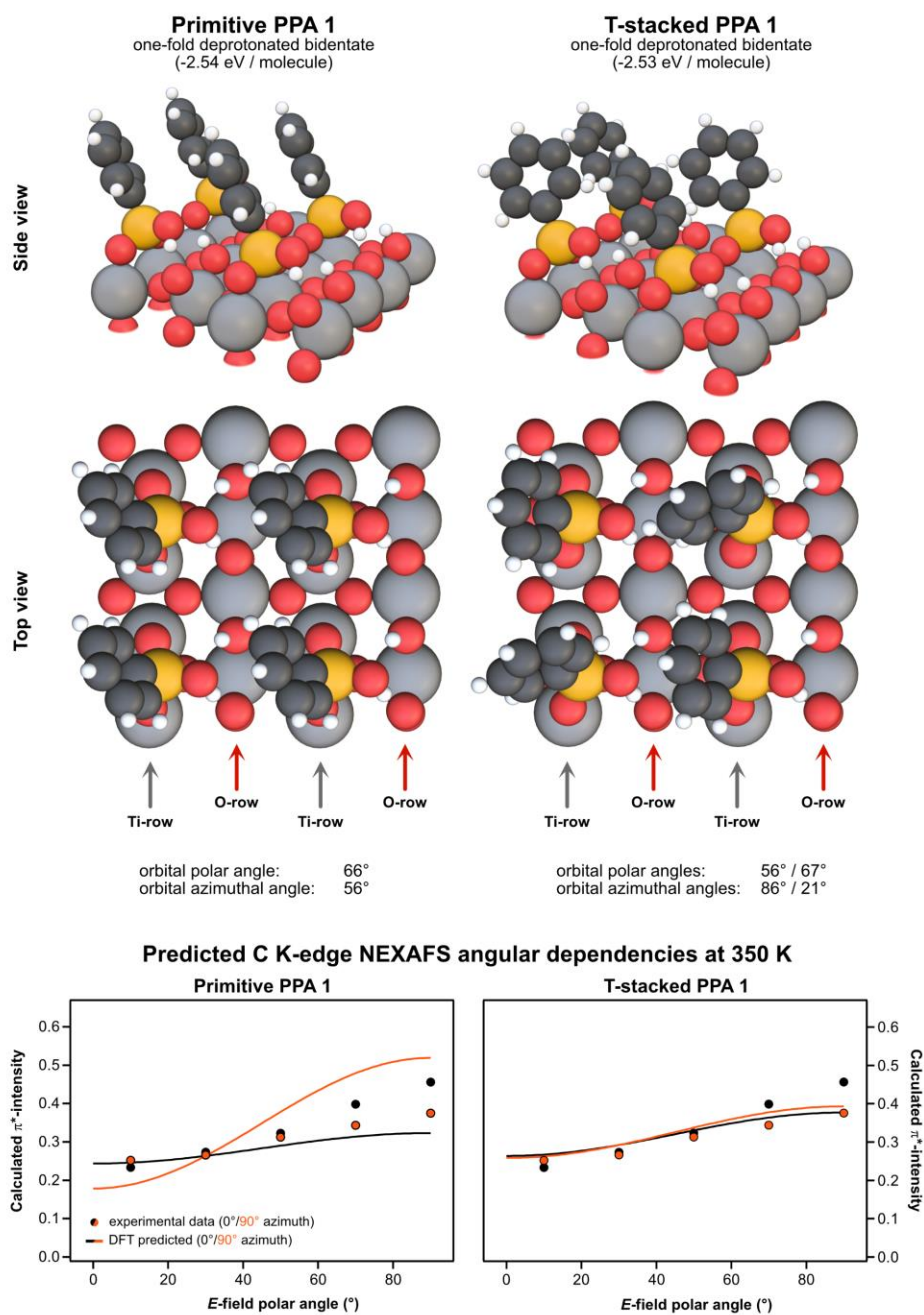 Primitive PPA 1
one-fold deprotonated bidentate
(-2.54 eV / molecule)
T-stacked PPA 1
one-fold deprotonated bidentate
(-2.53 eV / molecule)
Side view
Top view
Ti-row
O-row
Ti-row
O-row
Ti-row
O-row
Ti-row
O-row
orbital polar angle: 66°
orbital azimuthal angle: 56°
orbital polar angles: 56° / 67°
orbital azimuthal angles: 86° / 21°
Predicted C K-edge NEXAFS angular dependencies at 350 K
Primitive PPA 1
T-stacked PPA 1
Calculated π*-intensity
0.6
0.5
0.4
0.3
0.2
0.1
0.0
experimental data (0°/90° azimuth)
DFT predicted (0°/90° azimuth)
0 20 40 60 80
E-field polar angle (°)
0 20 40 60 80
E-field polar angle (°)
0.6
0.5
0.4
0.3
0.2
0.1
0.0
Calculated π*-intensity